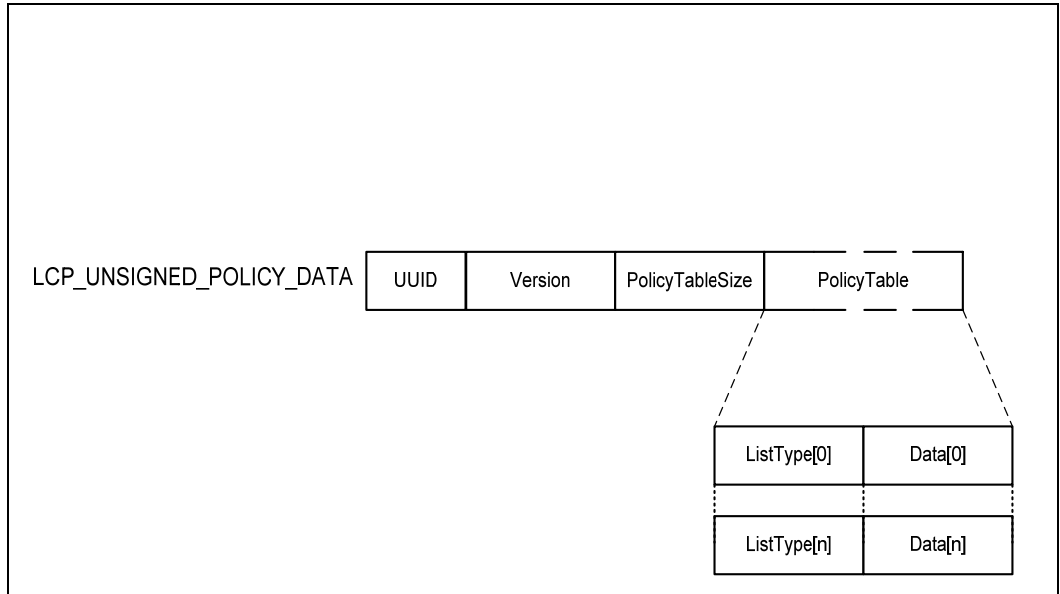 LCP_UNSIGNED_POLICY_DATA UUID Version PolicyTableSize PolicyTable
ListType[0] Data[0]
ListType[n] Data[n]